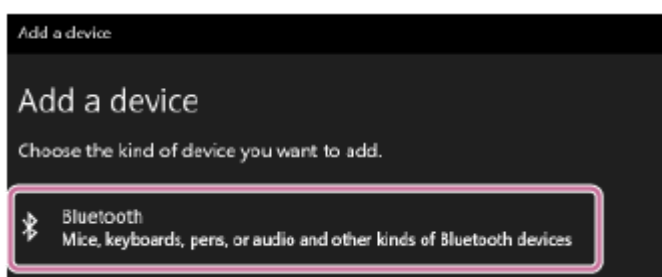 Add a device
Add a device
Choose the kind of device you want to add.
Bluetooth
Mice, keyboards, pens, or audio and other kinds of Bluetooth devices